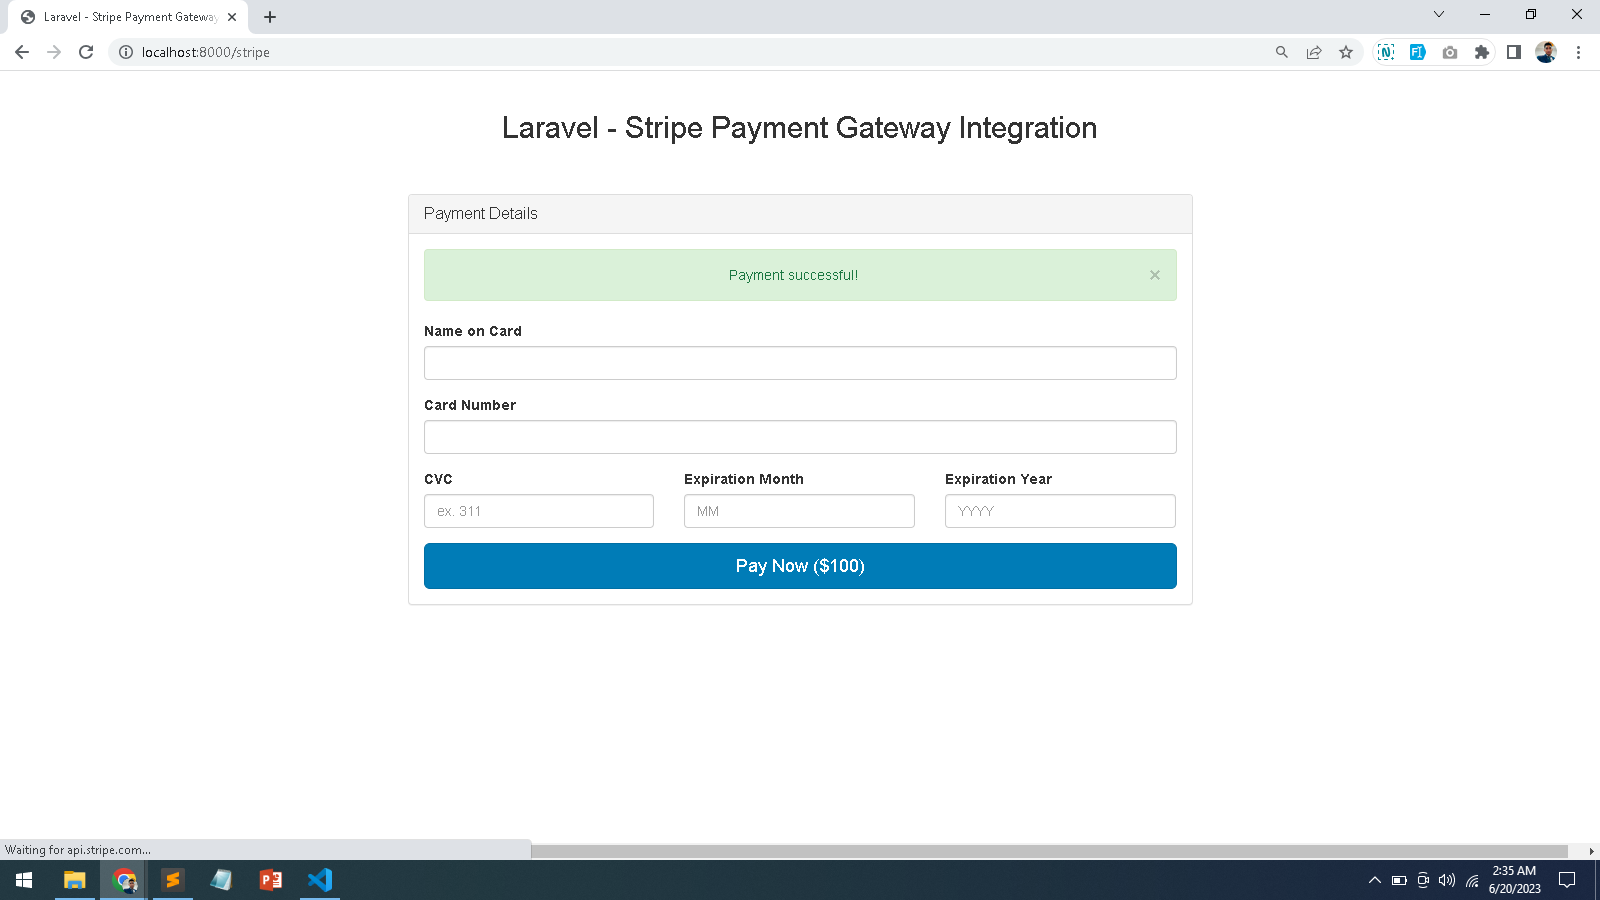 Laravel - Stripe Payment Gateway
localhost:8000/stripe
Laravel - Stripe Payment Gateway Integration
Payment Details
Payment successful!
Name on Card
Card Number
CVC Expiration Month Expiration Year
ex. 311 MM YYYY
Pay Now ($100)
Waiting for api.stripe.com...
2:35 AM
6/20/2023